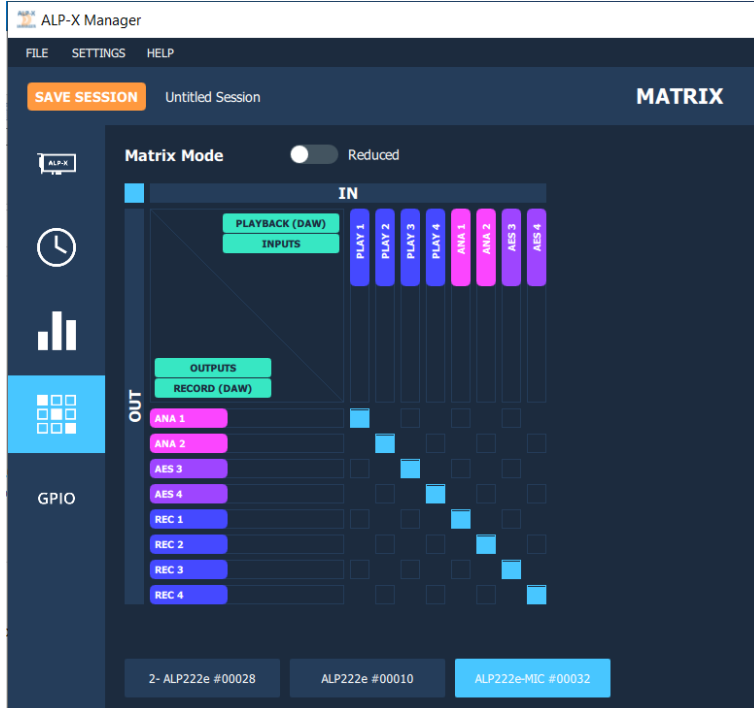 ALP-X Manager
FILE SETTINGS HELP
SAVE SESSION Untitled Session MATRIX
ALP-X
Matrix Mode Reduced
IN
PLAYBACK (DAW)
INPUTS
PLAY 1
PLAY 2
PLAY 3
PLAY 4
ANA 1
ANA 2
AES 3
AES 4
OUT
OUTPUTS
RECORD (DAW)
ANA 1
ANA 2
AES 3
AES 4
REC 1
REC 2
REC 3
REC 4
GPIO
2- ALP222e #00028 ALP222e #00010 ALP222e-MIC #00032